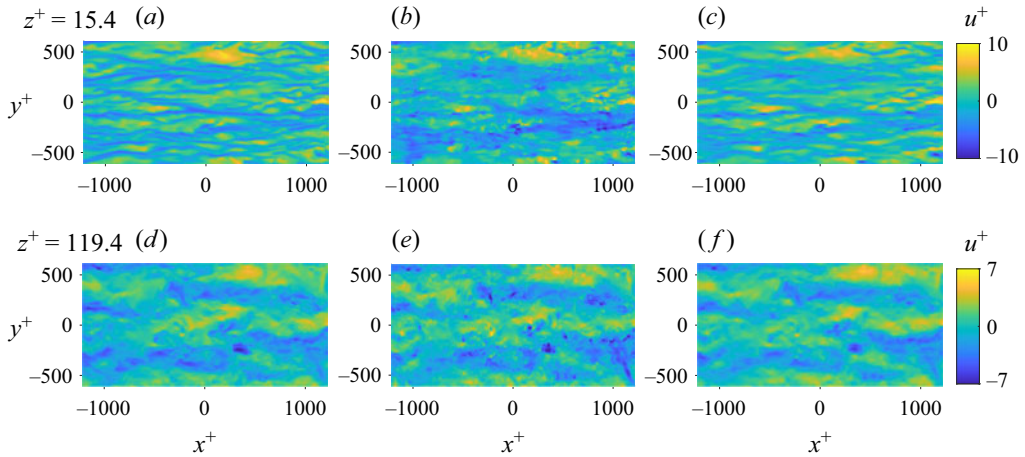 z⁺ = 15.4 (a) (b) (c) u⁺
500 500 500 10
y⁺ 0 0 0 0
–500 –500 –500 –10
–1000 0 1000 –1000 0 1000 –1000 0 1000
z⁺ = 119.4 (d) (e) (f) u⁺
500 500 500 7
y⁺ 0 0 0 0
–500 –500 –500 –7
–1000 0 1000 –1000 0 1000 –1000 0 1000
x⁺ x⁺ x⁺